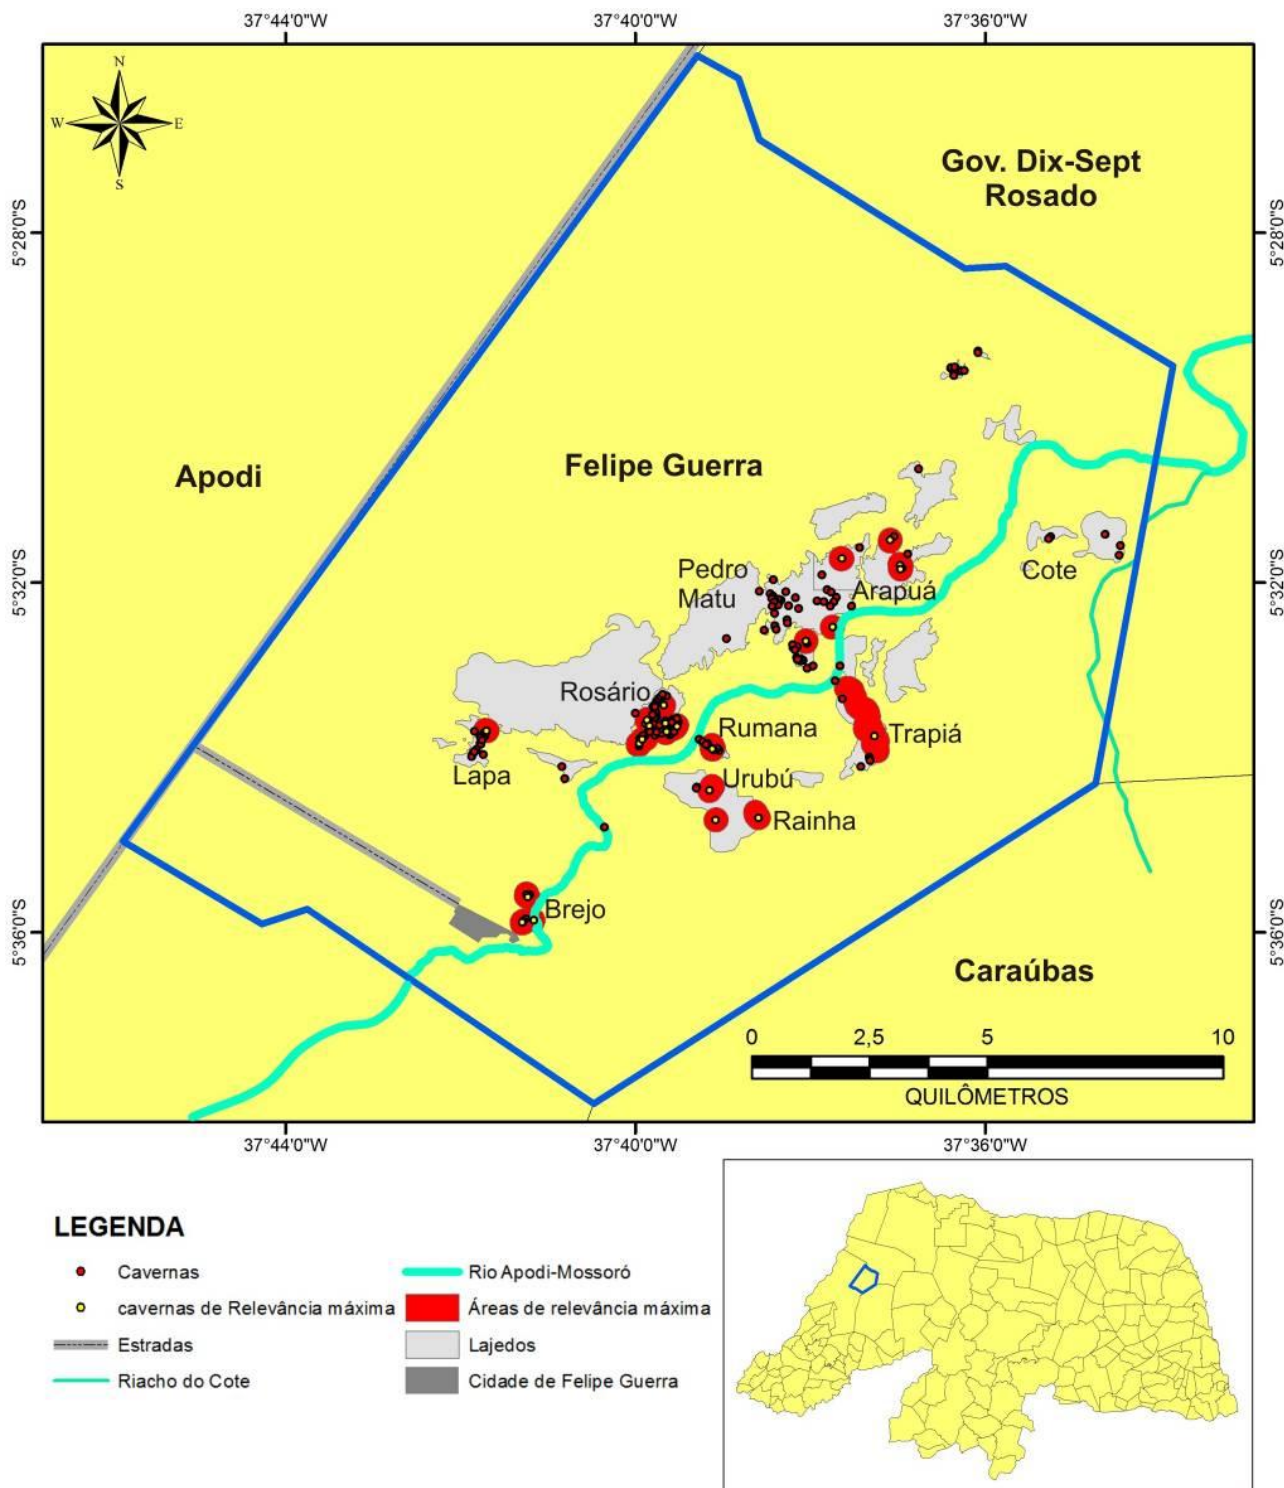 37°44'0"W
37°40'0"W
37°36'0"W
N
W
E
S
Gov. Dix-Sept
Rosado
5°28'0"S
5°28'0"S
Apodi
Felipe Guerra
Pedro
Matu
Arapuá
Cote
5°32'0"S
5°32'0"S
Rosário
Rumana
Trapiá
Lapa
Urubú
Rainha
Brejo
5°36'0"S
5°36'0"S
Caraúbas
0
2,5
5
10
QUILÔMETROS
37°44'0"W
37°40'0"W
37°36'0"W
LEGENDA
Cavernas
cavernas de Relevância máxima
Estradas
Riacho do Cote
Rio Apodi-Mossoró
Áreas de relevância máxima
Lajedos
Cidade de Felipe Guerra